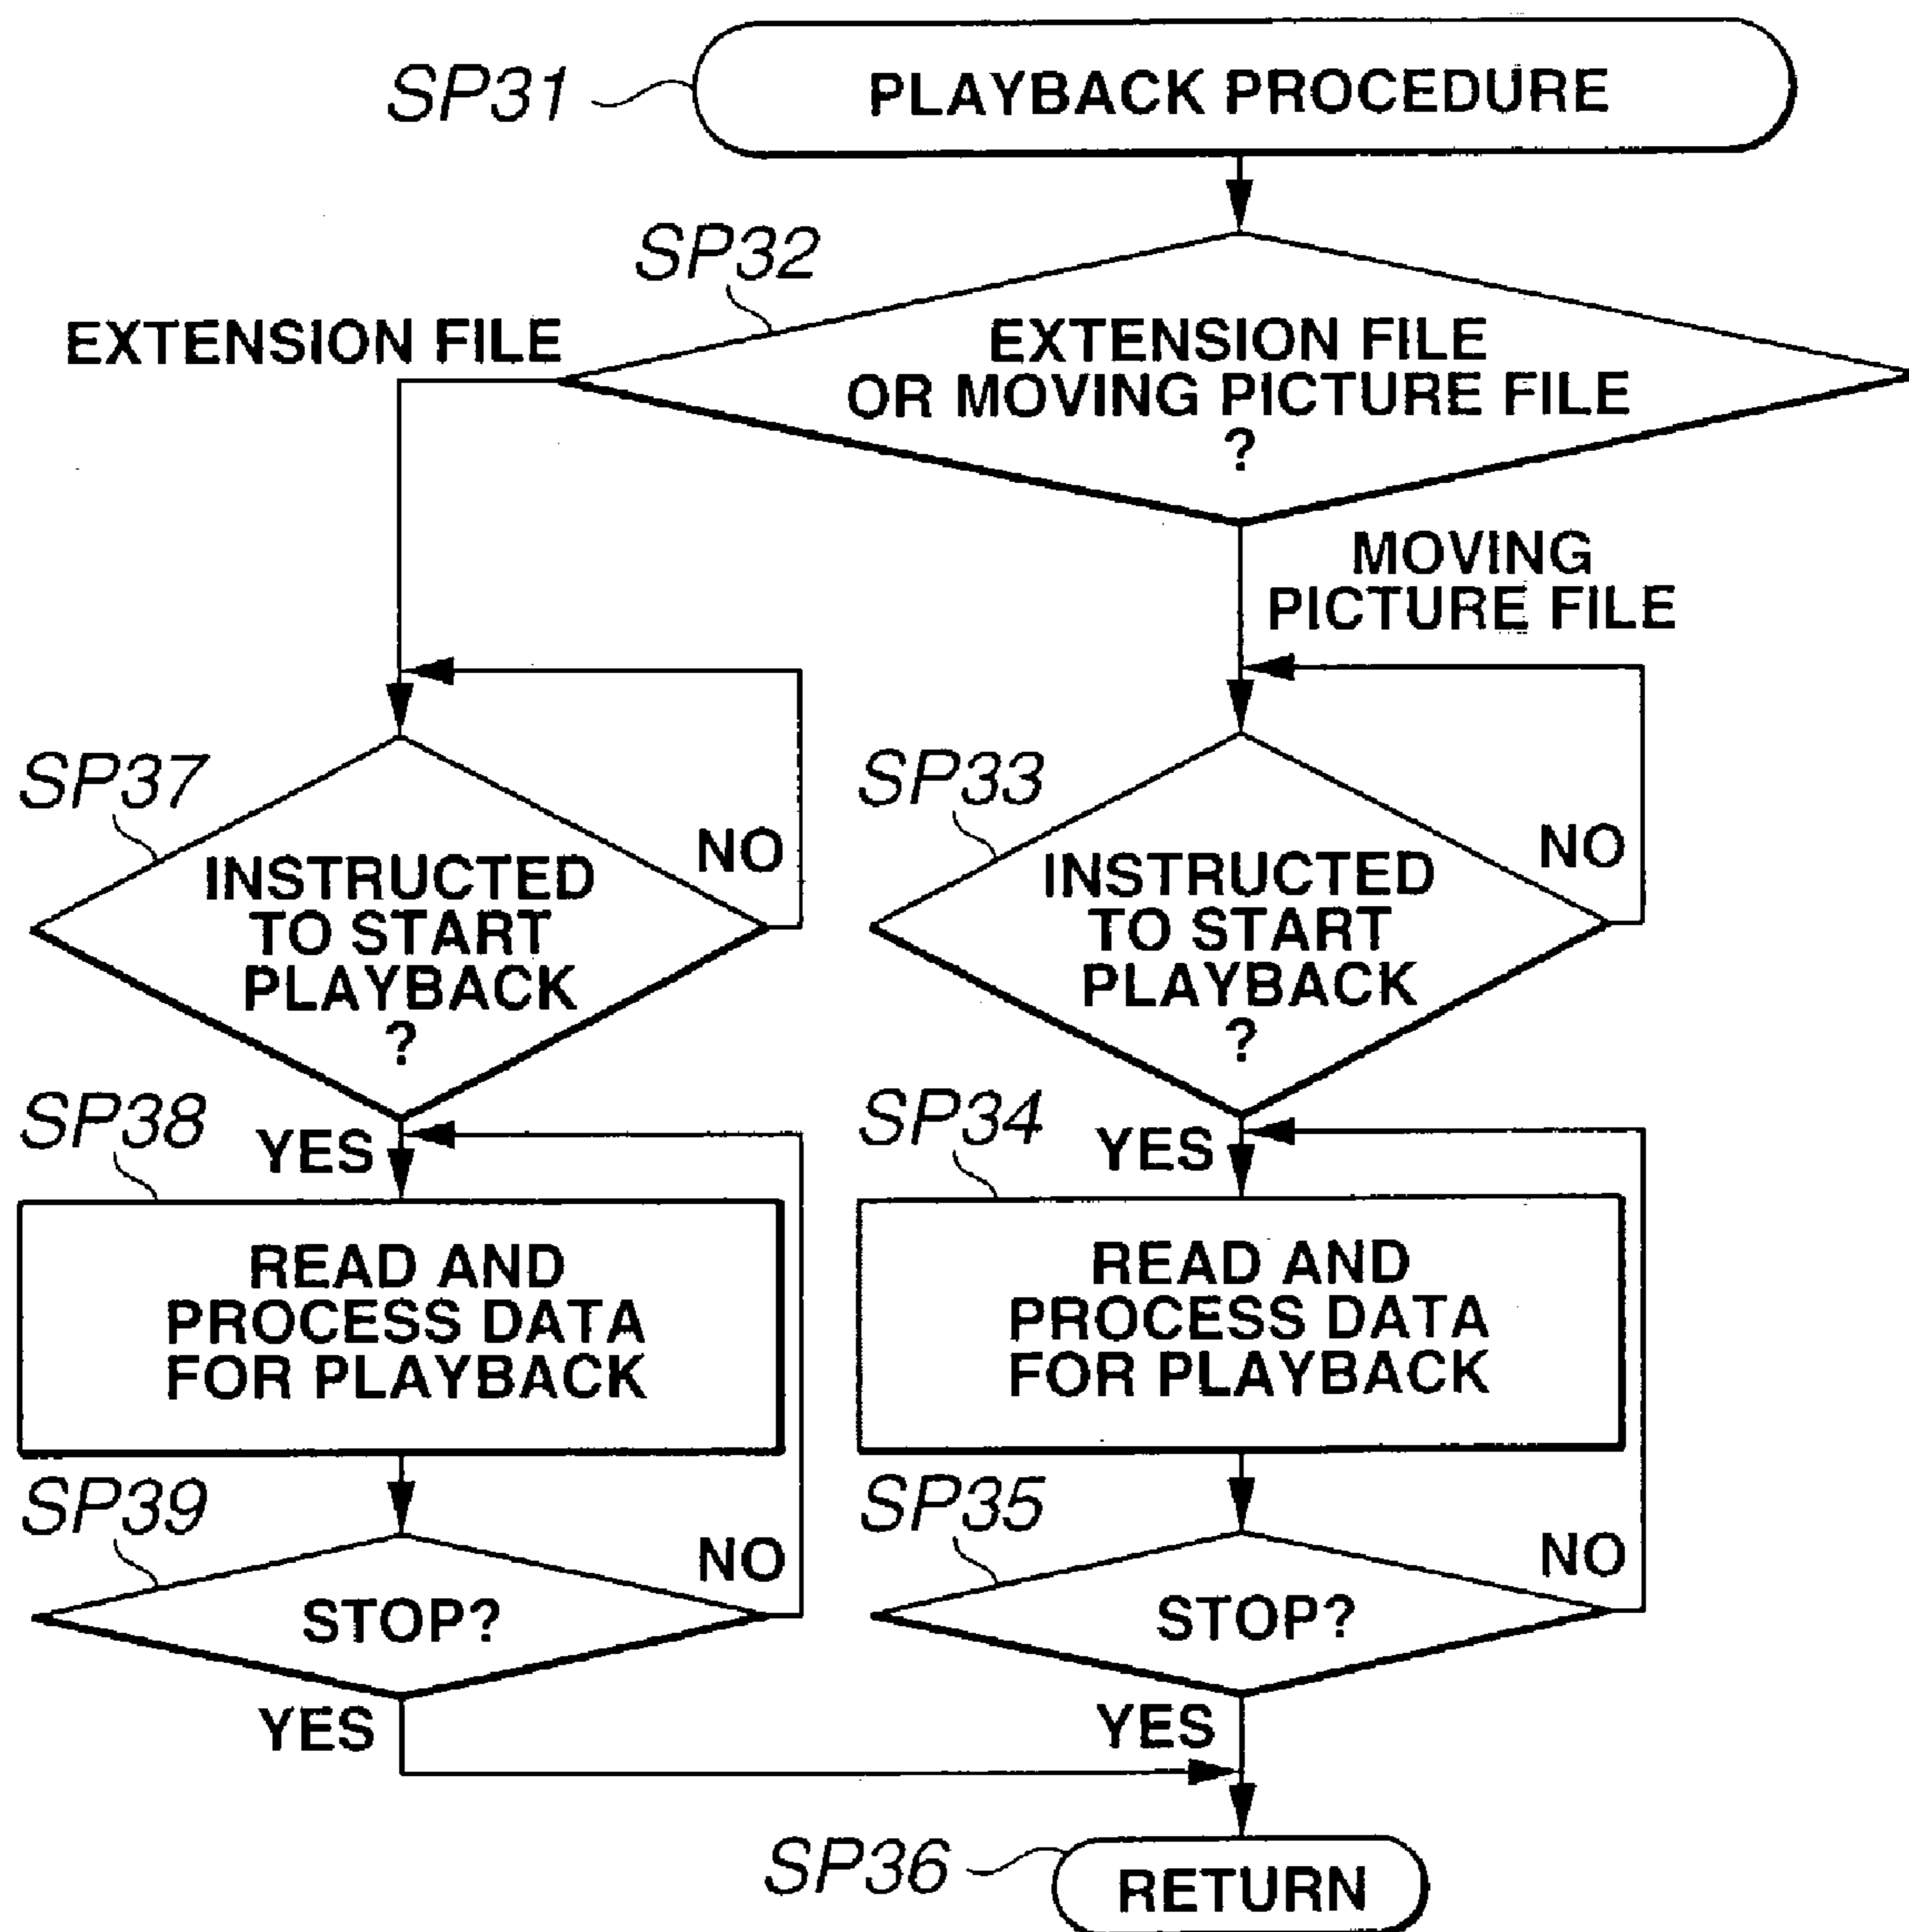 SP31
PLAYBACK PROCEDURE
SP32
EXTENSION FILE
EXTENSION FILE
OR MOVING PICTURE FILE
?
MOVING
PICTURE FILE
SP37
INSTRUCTED
TO START
PLAYBACK
?
NO
SP33
INSTRUCTED
TO START
PLAYBACK
?
NO
SP38
YES
READ AND
PROCESS DATA
FOR PLAYBACK
SP34
YES
READ AND
PROCESS DATA
FOR PLAYBACK
SP39
STOP?
NO
YES
SP35
STOP?
NO
YES
SP36
RETURN